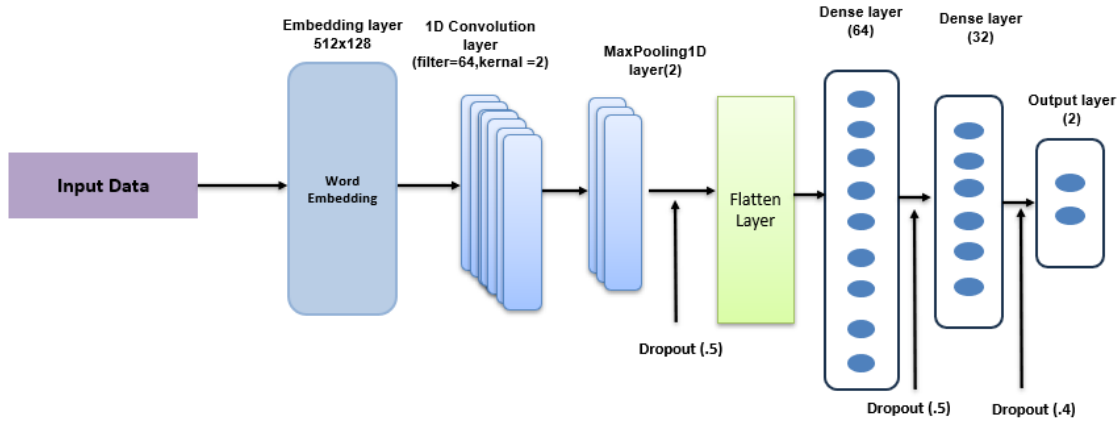 Embedding layer
512x128
1D Convolution
layer
(filter=64,kernal =2)
MaxPooling1D
layer(2)
Dense layer
(64)
Dense layer
(32)
Output layer
(2)
Input Data
Word
Embedding
Flatten
Layer
Dropout (.5)
Dropout (.5)
Dropout (.4)